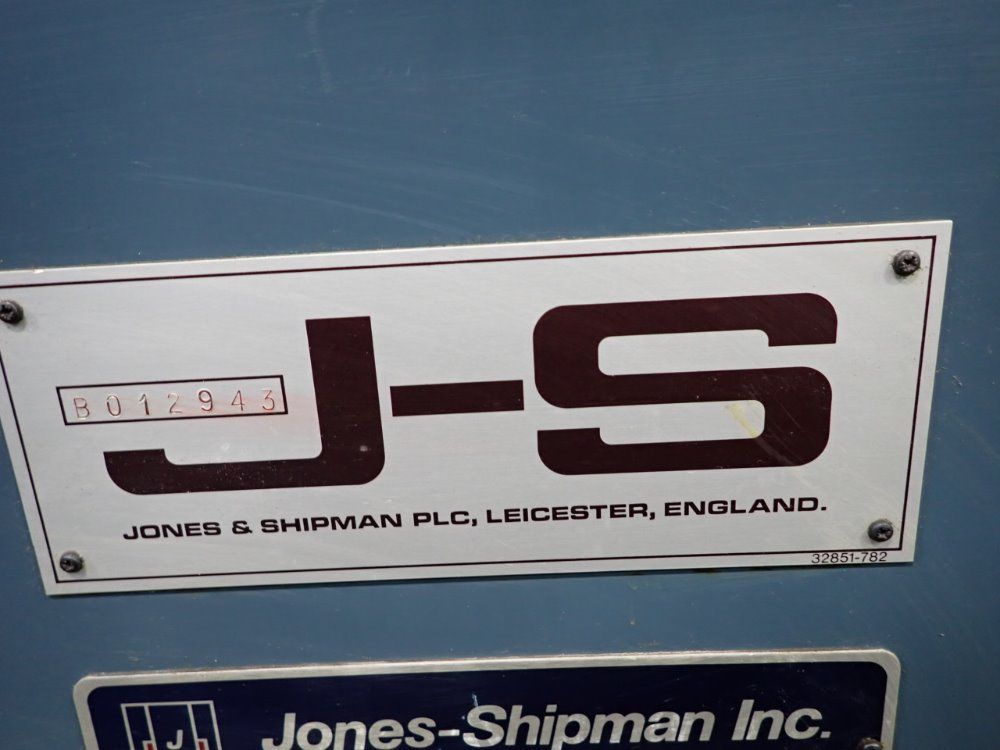 J-S
B012943
JONES & SHIPMAN PLC, LEICESTER, ENGLAND.
32851-782
J
Jones-Shipman Inc.